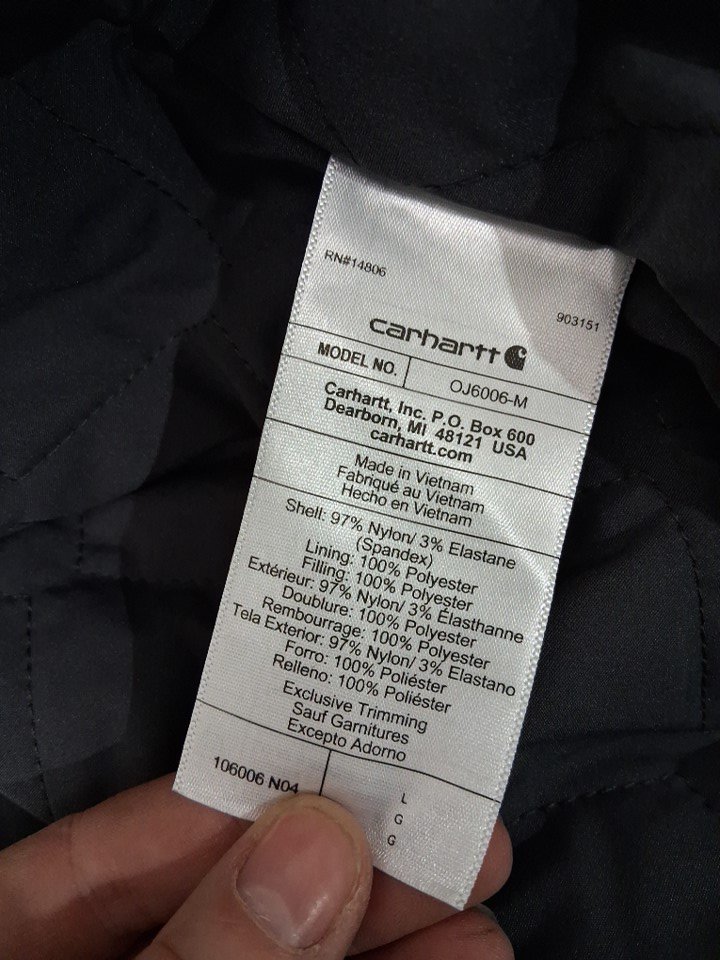 RN#14806
903151
carhartt
MODEL NO. OJ6006-M
Carhartt, Inc. P.O. Box 600
Dearborn, MI 48121 USA
carhartt.com
Made in Vietnam
Fabriqué au Vietnam
Hecho en Vietnam
Shell: 97% Nylon/ 3% Elastane
(Spandex)
Lining: 100% Polyester
Filling: 100% Polyester
Extérieur: 97% Nylon/ 3% Élasthanne
Doublure: 100% Polyester
Rembourrage: 100% Polyester
Tela Exterior: 97% Nylon/ 3% Elastano
Forro: 100% Poliéster
Relleno: 100% Poliéster
Exclusive Trimming
Sauf Garnitures
Excepto Adorno
106006 N04
L
G
G